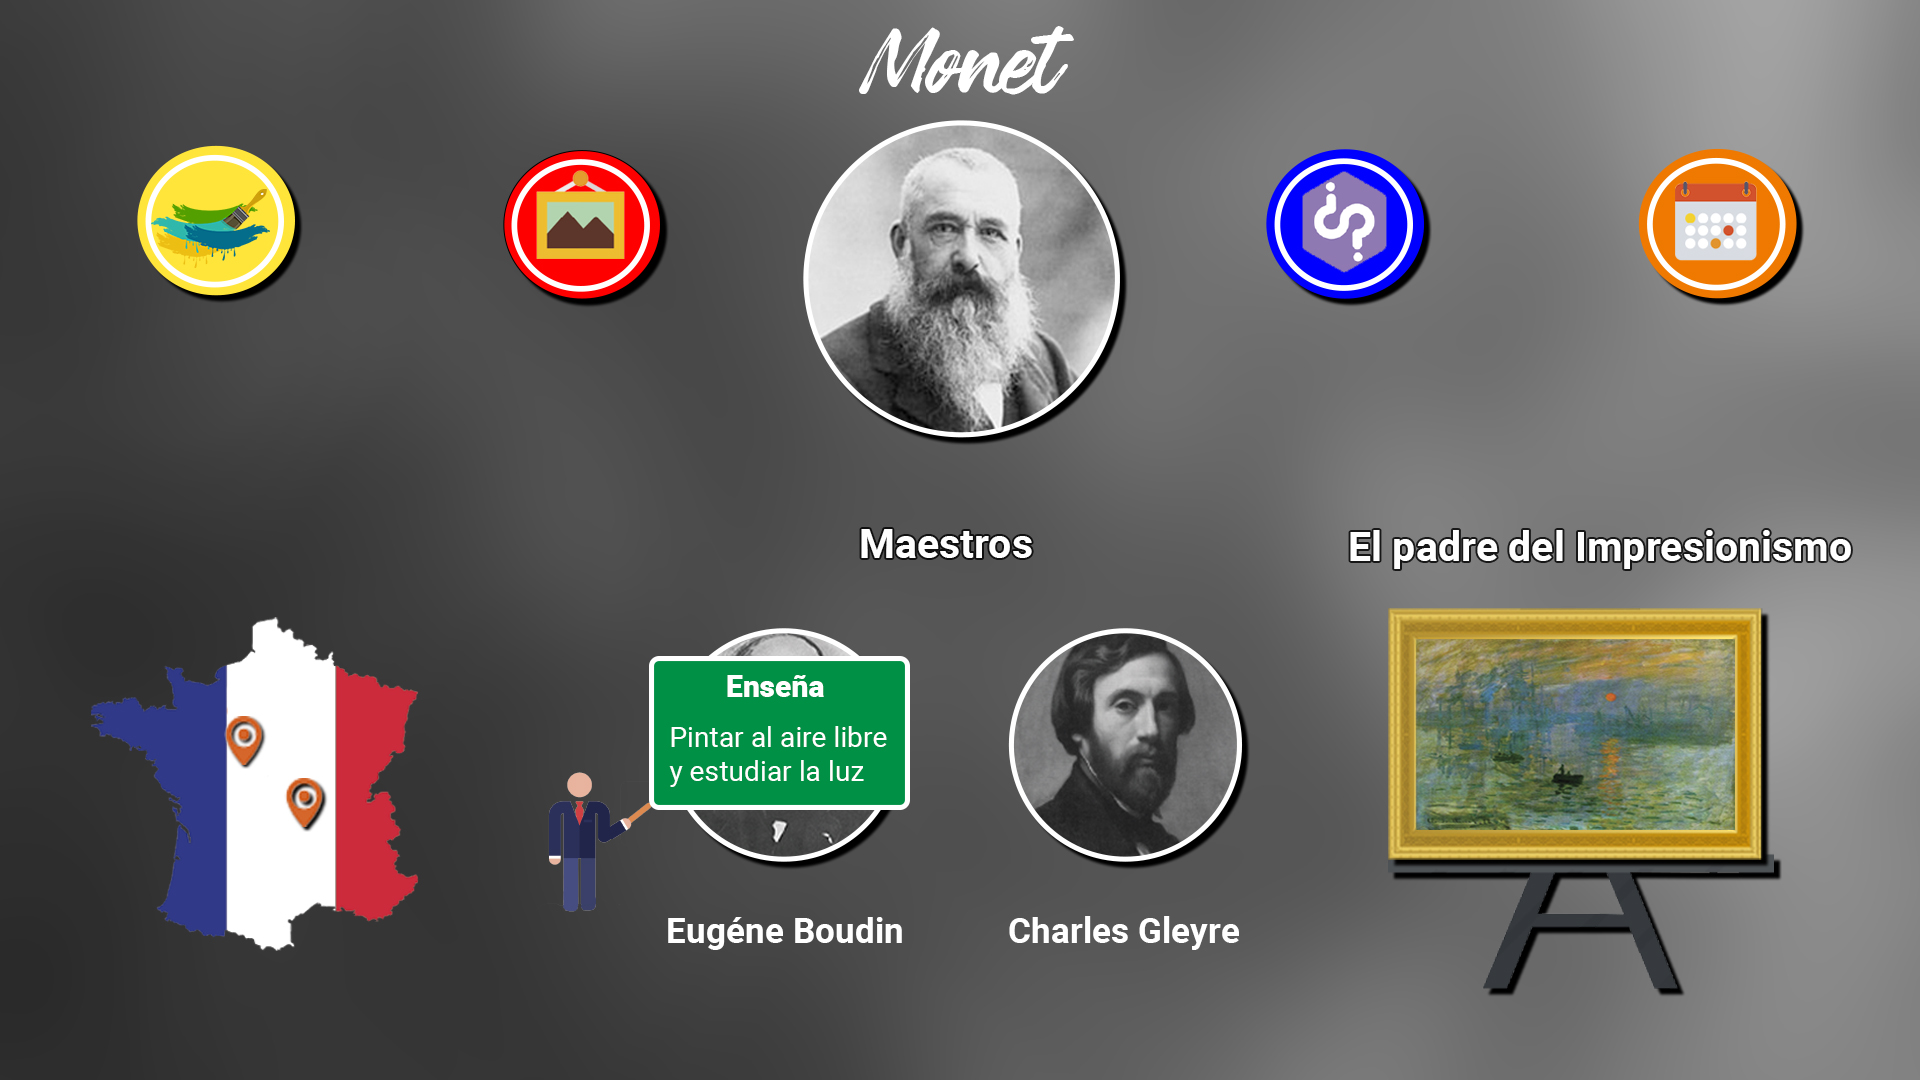 Monet
Maestros
El padre del Impresionismo
Enseña
Pintar al aire libre
y estudiar la luz
Eugéne Boudin
Charles Gleyre